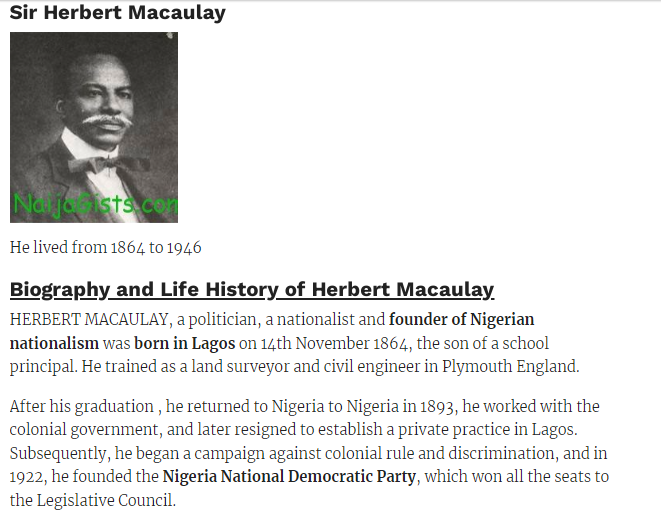 Sir Herbert Macaulay
NaijaGists.com
He lived from 1864 to 1946
Biography and Life History of Herbert Macaulay
HERBERT MACAULAY, a politician, a nationalist and founder of Nigerian
nationalism was born in Lagos on 14th November 1864, the son of a school
principal. He trained as a land surveyor and civil engineer in Plymouth England.
After his graduation , he returned to Nigeria to Nigeria in 1893, he worked with the
colonial government, and later resigned to establish a private practice in Lagos.
Subsequently, he began a campaign against colonial rule and discrimination, and in
1922, he founded the Nigeria National Democratic Party, which won all the seats to
the Legislative Council.